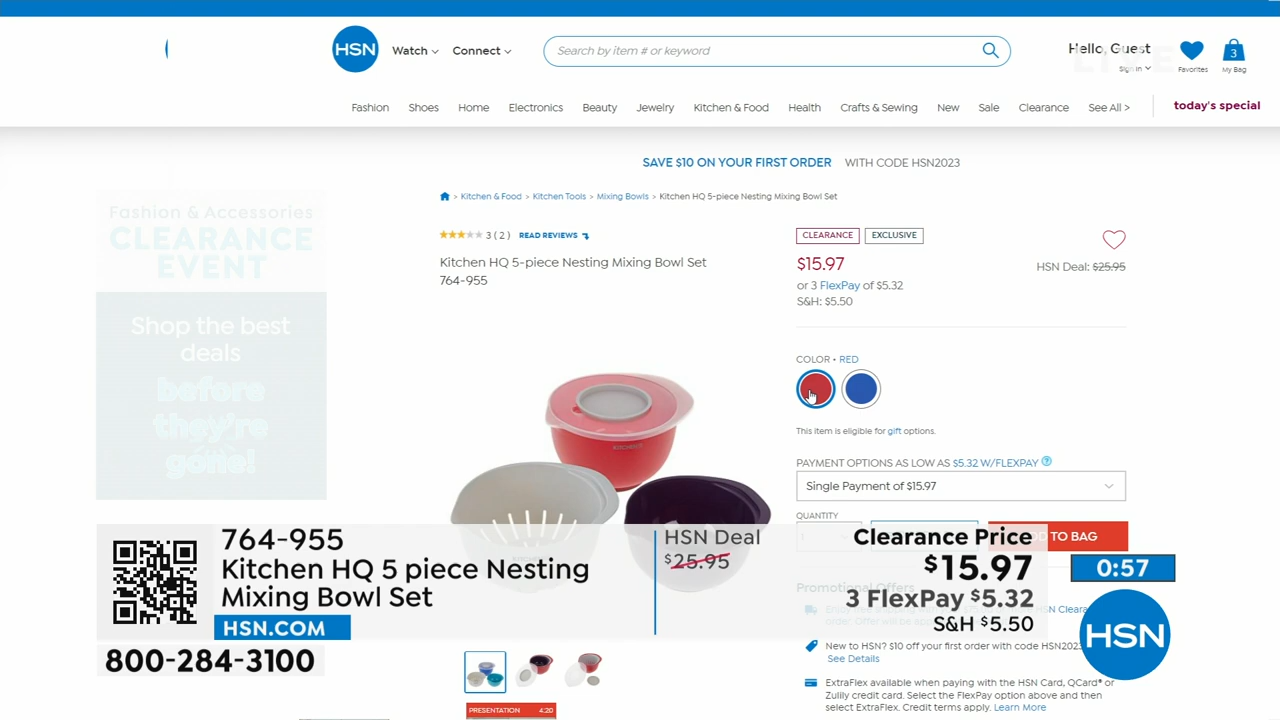 HSN
Watch
Connect
Search by item # or keyword
Hello, Guest
Sign In
Favorites
3
My Bag
LIVE
Fashion
Shoes
Home
Electronics
Beauty
Jewelry
Kitchen & Food
Health
Crafts & Sewing
New
Sale
Clearance
See All >
today's special
SAVE $10 ON YOUR FIRST ORDER WITH CODE HSN2023
> Kitchen & Food > Kitchen Tools > Mixing Bowls > Kitchen HQ 5-piece Nesting Mixing Bowl Set
Fashion & Accessories
CLEARANCE
EVENT
Shop the best
deals
before
they're
gone!
3 ( 2 ) READ REVIEWS
Kitchen HQ 5-piece Nesting Mixing Bowl Set
764-955
CLEARANCE
EXCLUSIVE
$15.97
HSN Deal: $25.95
or 3 FlexPay of $5.32
S&H: $5.50
COLOR • RED
This item is eligible for gift options.
PAYMENT OPTIONS AS LOW AS $5.32 W/FLEXPAY
Single Payment of $15.97
QUANTITY
TO BAG
Promotional Offers
764-955
Kitchen HQ 5 piece Nesting
Mixing Bowl Set
HSN.COM
800-284-3100
HSN Deal
$25.95
Clearance Price
$15.97
3 FlexPay $5.32
S&H $5.50
0:57
HSN
New to HSN? $10 off your first order with code HSN202
See Details
ExtraFlex available when paying with the HSN Card, QCard® or
Zulily credit card. Select the FlexPay option above and then
select ExtraFlex. Credit terms apply. Learn More
PRESENTATION 4:20